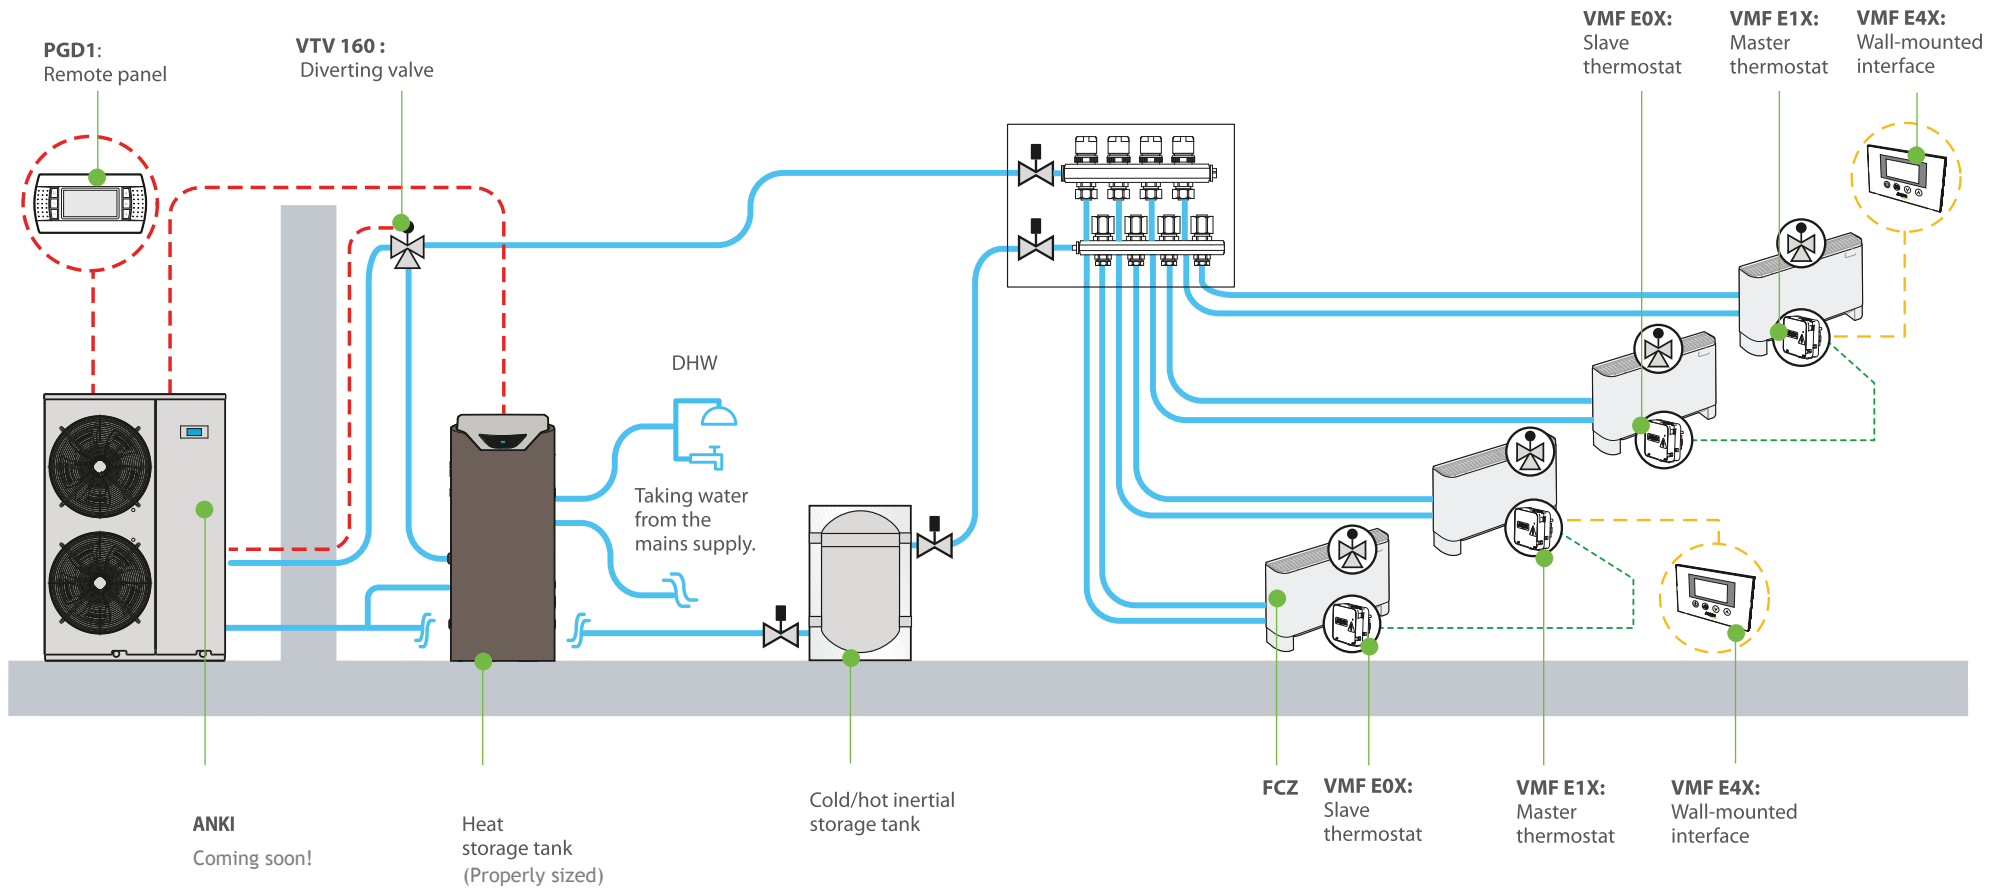 PGD1:
Remote panel
VTV 160 :
Diverting valve
VMF E0X:
Slave
thermostat
VMF E1X:
Master
thermostat
VMF E4X:
Wall-mounted
interface
DHW
Taking water
from the
mains supply.
ANKI
Coming soon!
Heat
storage tank
(Properly sized)
Cold/hot inertial
storage tank
FCZ
VMF E0X:
Slave
thermostat
VMF E1X:
Master
thermostat
VMF E4X:
Wall-mounted
interface